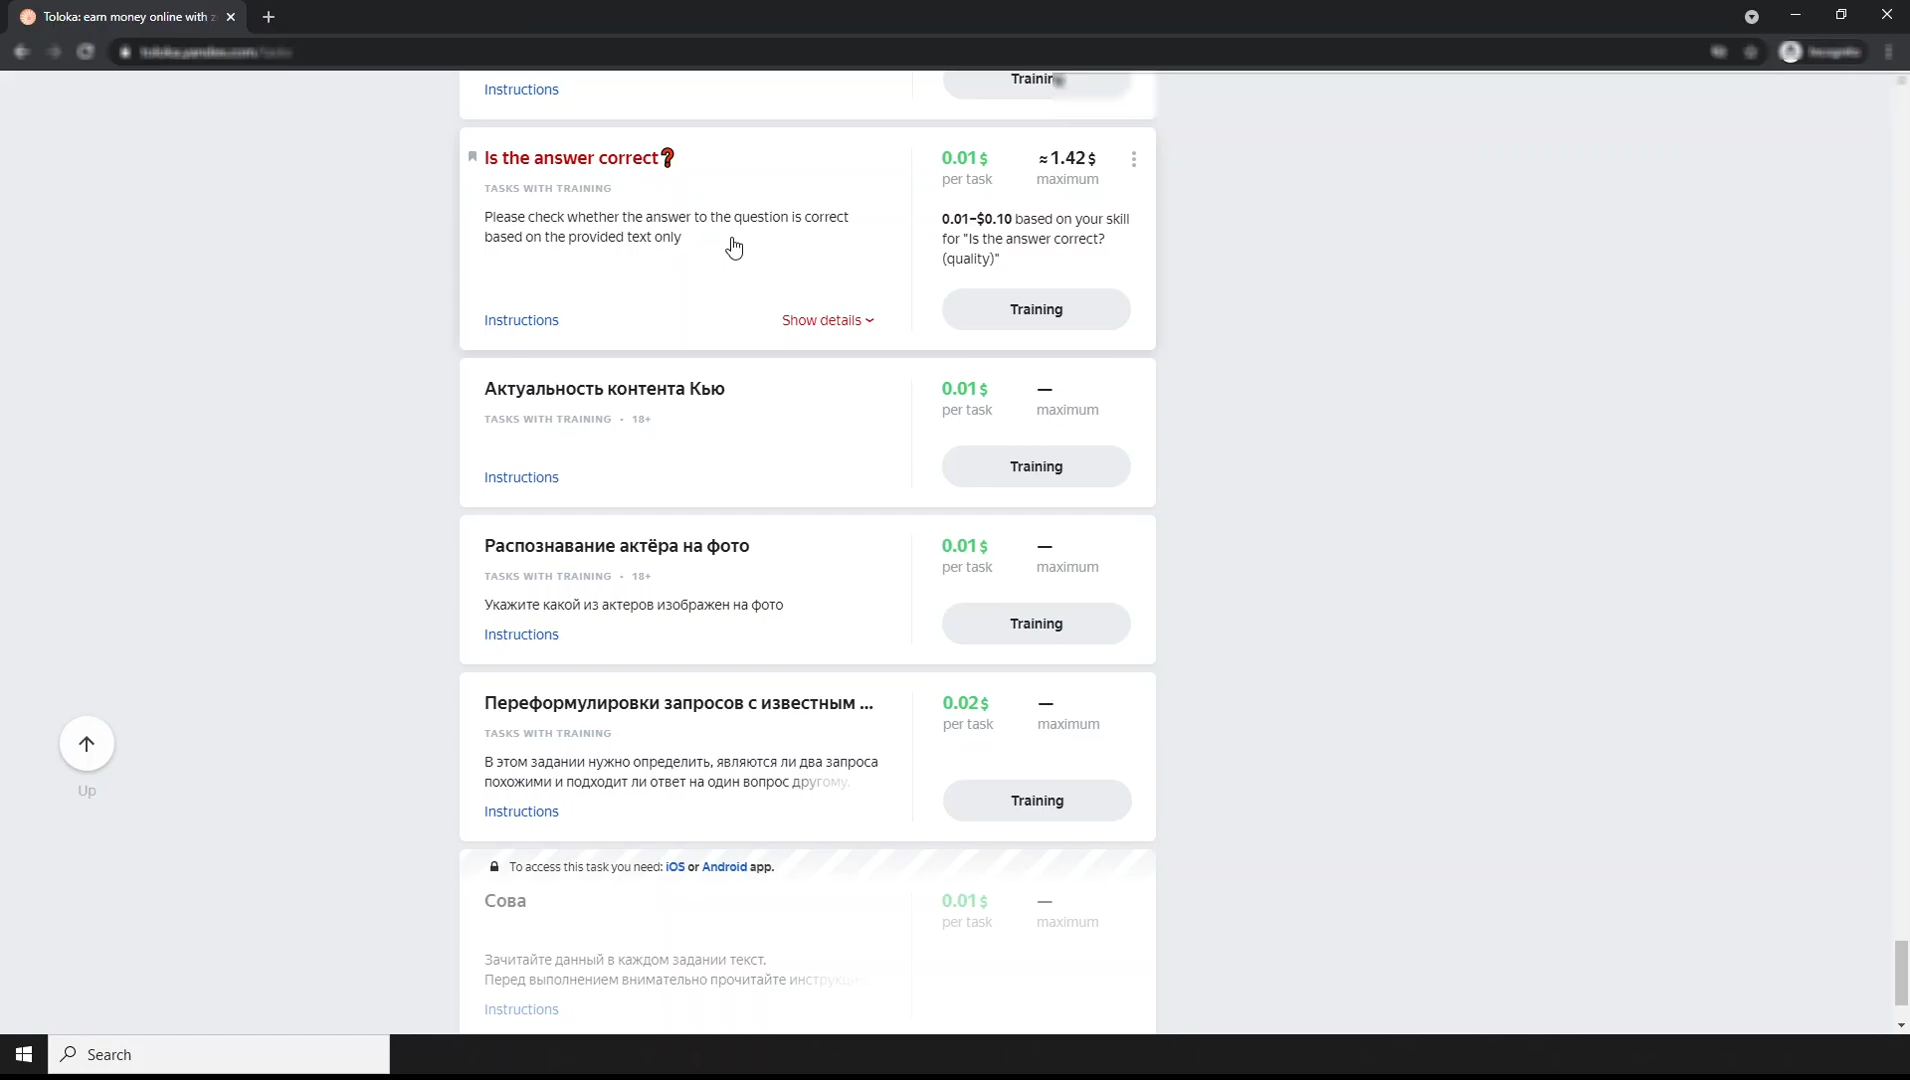 Toloka: earn money online with
Instructions
Is the answer correct❓
TASKS WITH TRAINING
Please check whether the answer to the question is correct
based on the provided text only
Instructions
Show details
0.01 $
per task
≈ 1.42 $
maximum
0.01–$0.10 based on your skill
for "Is the answer correct?
(quality)"
Training
Актуальность контента Кью
TASKS WITH TRAINING • 18+
Instructions
0.01 $
per task
—
maximum
Training
Распознавание актёра на фото
TASKS WITH TRAINING • 18+
Укажите какой из актеров изображен на фото
Instructions
0.01 $
per task
—
maximum
Training
Переформулировки запросов с известным ...
TASKS WITH TRAINING
В этом задании нужно определить, являются ли два запроса
похожими и подходит ли ответ на один вопрос другому.
Instructions
0.02 $
per task
—
maximum
Training
Up
To access this task you need: iOS or Android app.
Сова
Зачитайте данный в каждом задании текст.
Перед выполнением внимательно прочитайте
Instructions
0.01 $
per task
—
maximum
Search